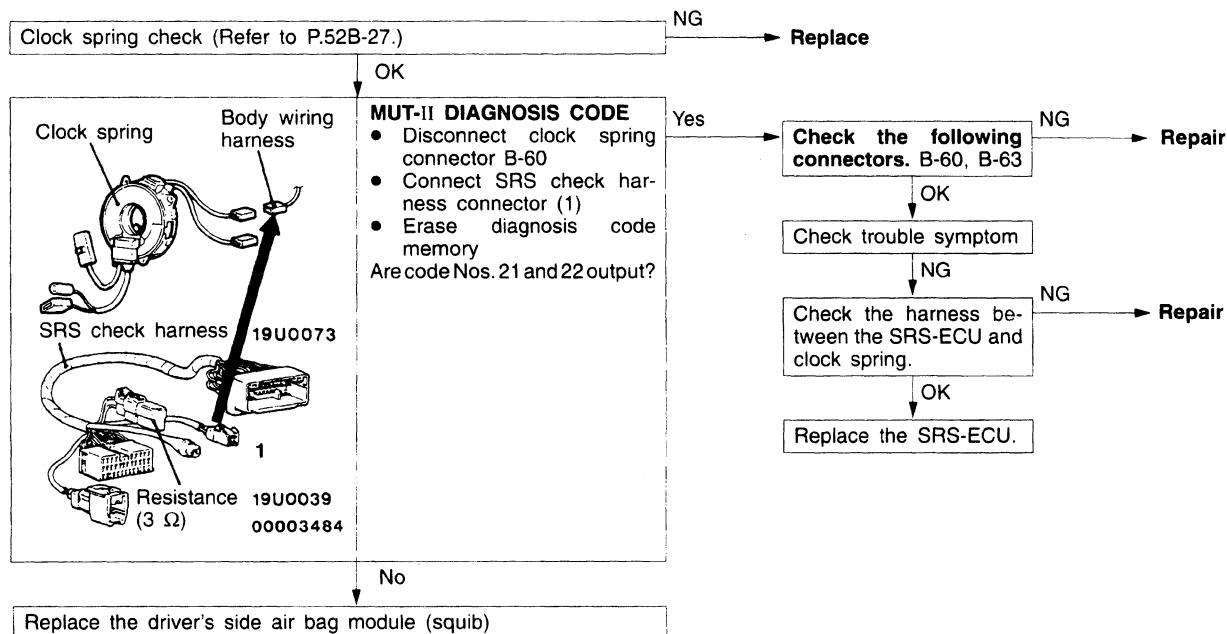 Clock spring check (Refer to P.52B-27.)
NG
Replace
OK
Clock spring
Body wiring
harness
SRS check harness
19U0073
1
Resistance
(3 Ω)
19U0039
00003484
MUT-II DIAGNOSIS CODE
● Disconnect clock spring
connector B-60
● Connect SRS check har-
ness connector (1)
● Erase diagnosis code
memory
Are code Nos. 21 and 22 output?
Yes
Check the following
connectors. B-60, B-63
NG
Repair
OK
Check trouble symptom
NG
Check the harness be-
tween the SRS-ECU and
clock spring.
NG
Repair
OK
Replace the SRS-ECU.
No
Replace the driver's side air bag module (squib)